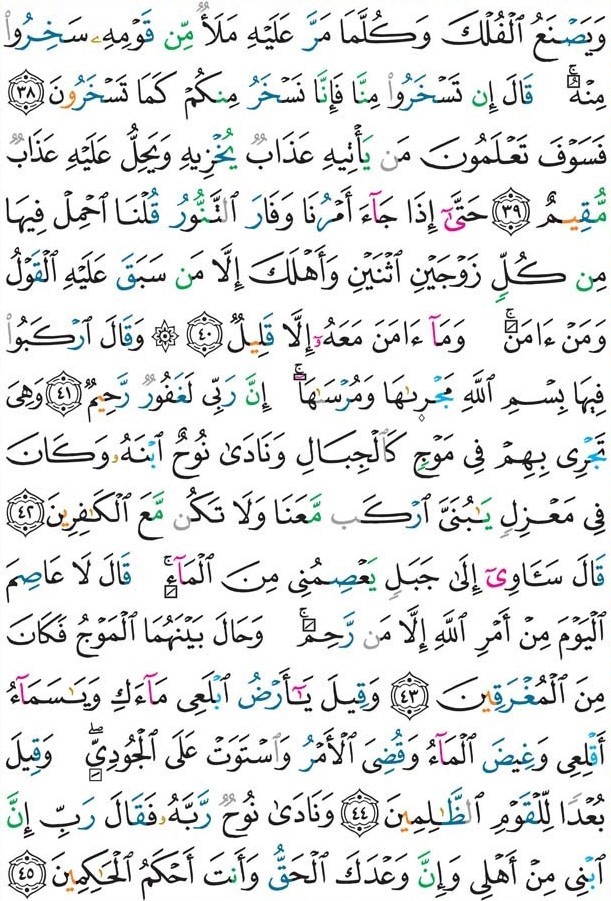 وَيَصْنَعُ ٱلْفُلْكَ وَكُلَّمَا مَرَّ عَلَيْهِ مَلَأٌ مِّن قَوْمِهِۦ سَخِرُوا۟
مِنْهُ ۚ قَالَ إِن تَسْخَرُوا۟ مِنَّا فَإِنَّا نَسْخَرُ مِنكُمْ كَمَا تَسْخَرُونَ ٣٨
فَسَوْفَ تَعْلَمُونَ مَن يَأْتِيهِ عَذَابٌ يُخْزِيهِ وَيَحِلُّ عَلَيْهِ عَذَابٌ
مُّقِيمٌ ٣٩ حَتَّىٰٓ إِذَا جَآءَ أَمْرُنَا وَفَارَ ٱلتَّنُّورُ قُلْنَا ٱحْمِلْ فِيهَا
مِن كُلٍّ زَوْجَيْنِ ٱثْنَيْنِ وَأَهْلَكَ إِلَّا مَن سَبَقَ عَلَيْهِ ٱلْقَوْلُ
وَمَنْ ءَامَنَ ۚ وَمَآ ءَامَنَ مَعَهُۥٓ إِلَّا قَلِيلٌ ٤٠ ۞ وَقَالَ ٱرْكَبُوا۟
فِيهَا بِسْمِ ٱللَّهِ مَجْر۪ىٰهَا وَمُرْسَىٰهَآ ۚ إِنَّ رَبِّى لَغَفُورٌ رَّحِيمٌ ٤١ وَهِىَ
تَجْرِى بِهِمْ فِى مَوْجٍ كَٱلْجِبَالِ وَنَادَىٰ نُوحٌ ٱبْنَهُۥ وَكَانَ
فِى مَعْزِلٍ يَٰبُنَىَّ ٱرْكَب مَّعَنَا وَلَا تَكُن مَّعَ ٱلْكَٰفِرِينَ ٤٢
قَالَ سَـَٔاوِىٓ إِلَىٰ جَبَلٍ يَعْصِمُنِى مِنَ ٱلْمَآءِ ۚ قَالَ لَا عَاصِمَ
ٱلْيَوْمَ مِنْ أَمْرِ ٱللَّهِ إِلَّا مَن رَّحِمَ ۚ وَحَالَ بَيْنَهُمَا ٱلْمَوْجُ فَكَانَ
مِنَ ٱلْمُغْرَقِينَ ٤٣ وَقِيلَ يَٰٓأَرْضُ ٱبْلَعِى مَآءَكِ وَيَٰسَمَآءُ
أَقْلِعِى وَغِيضَ ٱلْمَآءُ وَقُضِىَ ٱلْأَمْرُ وَٱسْتَوَتْ عَلَى ٱلْجُودِىِّ ۖ وَقِيلَ
بُعْدًا لِّلْقَوْمِ ٱلظَّٰلِمِينَ ٤٤ وَنَادَىٰ نُوحٌ رَّبَّهُۥ فَقَالَ رَبِّ إِنَّ
ٱبْنِى مِنْ أَهْلِى وَإِنَّ وَعْدَكَ ٱلْحَقُّ وَأَنتَ أَحْكَمُ ٱلْحَٰكِمِينَ ٤٥